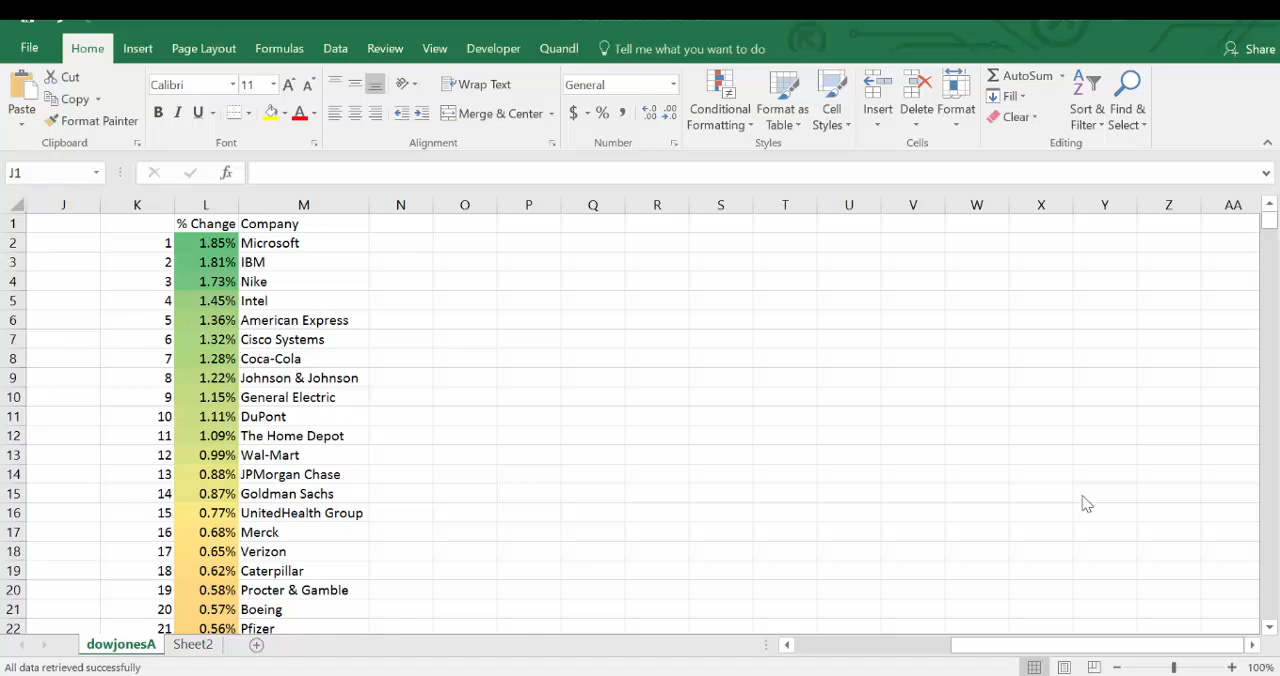 File Home Insert Page Layout Formulas Data Review View Developer Quandl Tell me what you want to do Share
Paste Cut Copy Format Painter Clipboard
Calibri 11 A A B I U A Font
Wrap Text Merge & Center Alignment
General $ % , .0 .00 .00 .0 Number
Conditional Formatting Format as Table Cell Styles Styles
Insert Delete Format Cells
AutoSum Fill Clear Sort & Filter Find & Select Editing
J1 fx
J K L M N O P Q R S T U V W X Y Z AA
1 % Change Company
2 1 1.85% Microsoft
3 2 1.81% IBM
4 3 1.73% Nike
5 4 1.45% Intel
6 5 1.36% American Express
7 6 1.32% Cisco Systems
8 7 1.28% Coca-Cola
9 8 1.22% Johnson & Johnson
10 9 1.15% General Electric
11 10 1.11% DuPont
12 11 1.09% The Home Depot
13 12 0.99% Wal-Mart
14 13 0.88% JPMorgan Chase
15 14 0.87% Goldman Sachs
16 15 0.77% UnitedHealth Group
17 16 0.68% Merck
18 17 0.65% Verizon
19 18 0.62% Caterpillar
20 19 0.58% Procter & Gamble
21 20 0.57% Boeing
22 21 0.56% Pfizer
dowjonesA Sheet2
All data retrieved successfully 100%